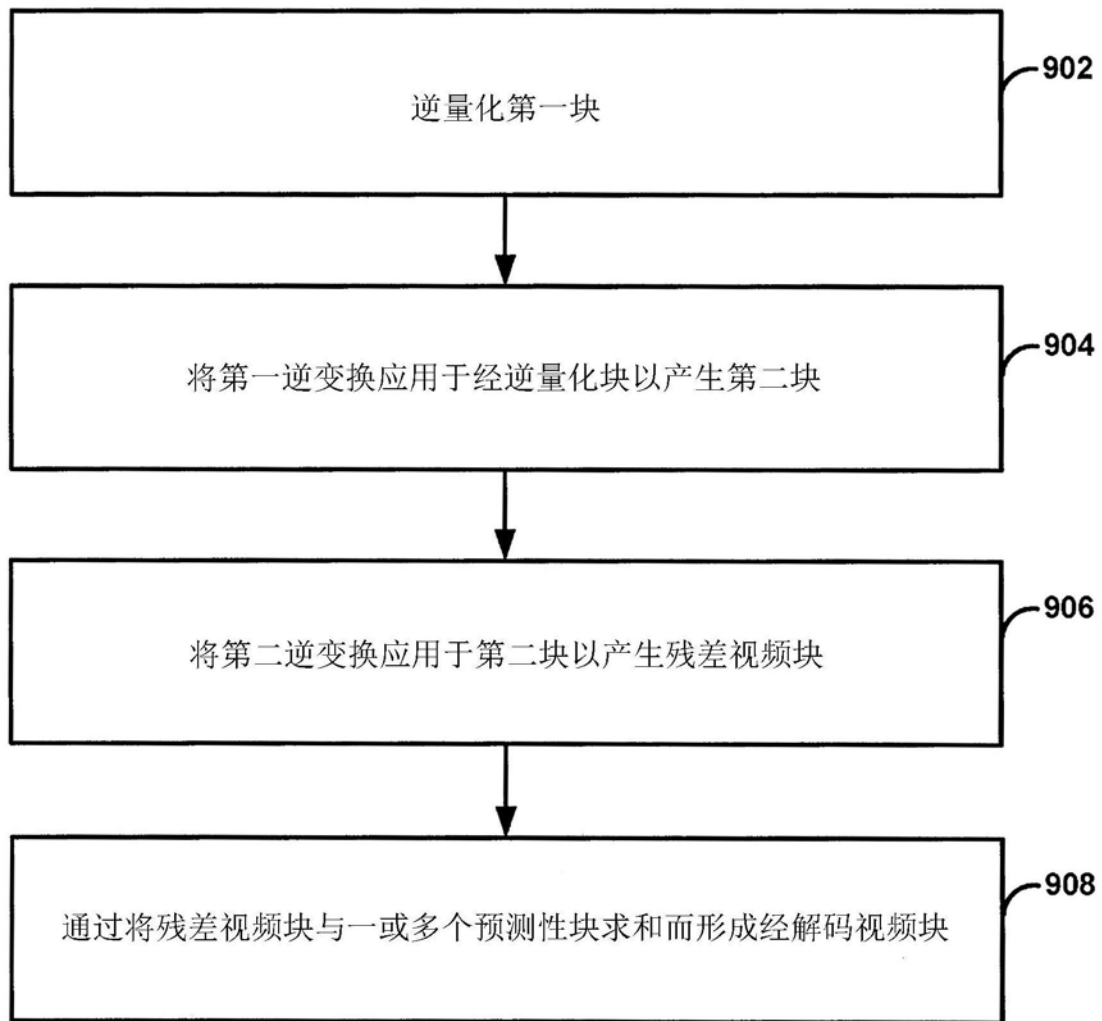 逆量化第一块
902
将第一逆变换应用于经逆量化块以产生第二块
904
将第二逆变换应用于第二块以产生残差视频块
906
通过将残差视频块与一或多个预测性块求和而形成经解码视频块
908